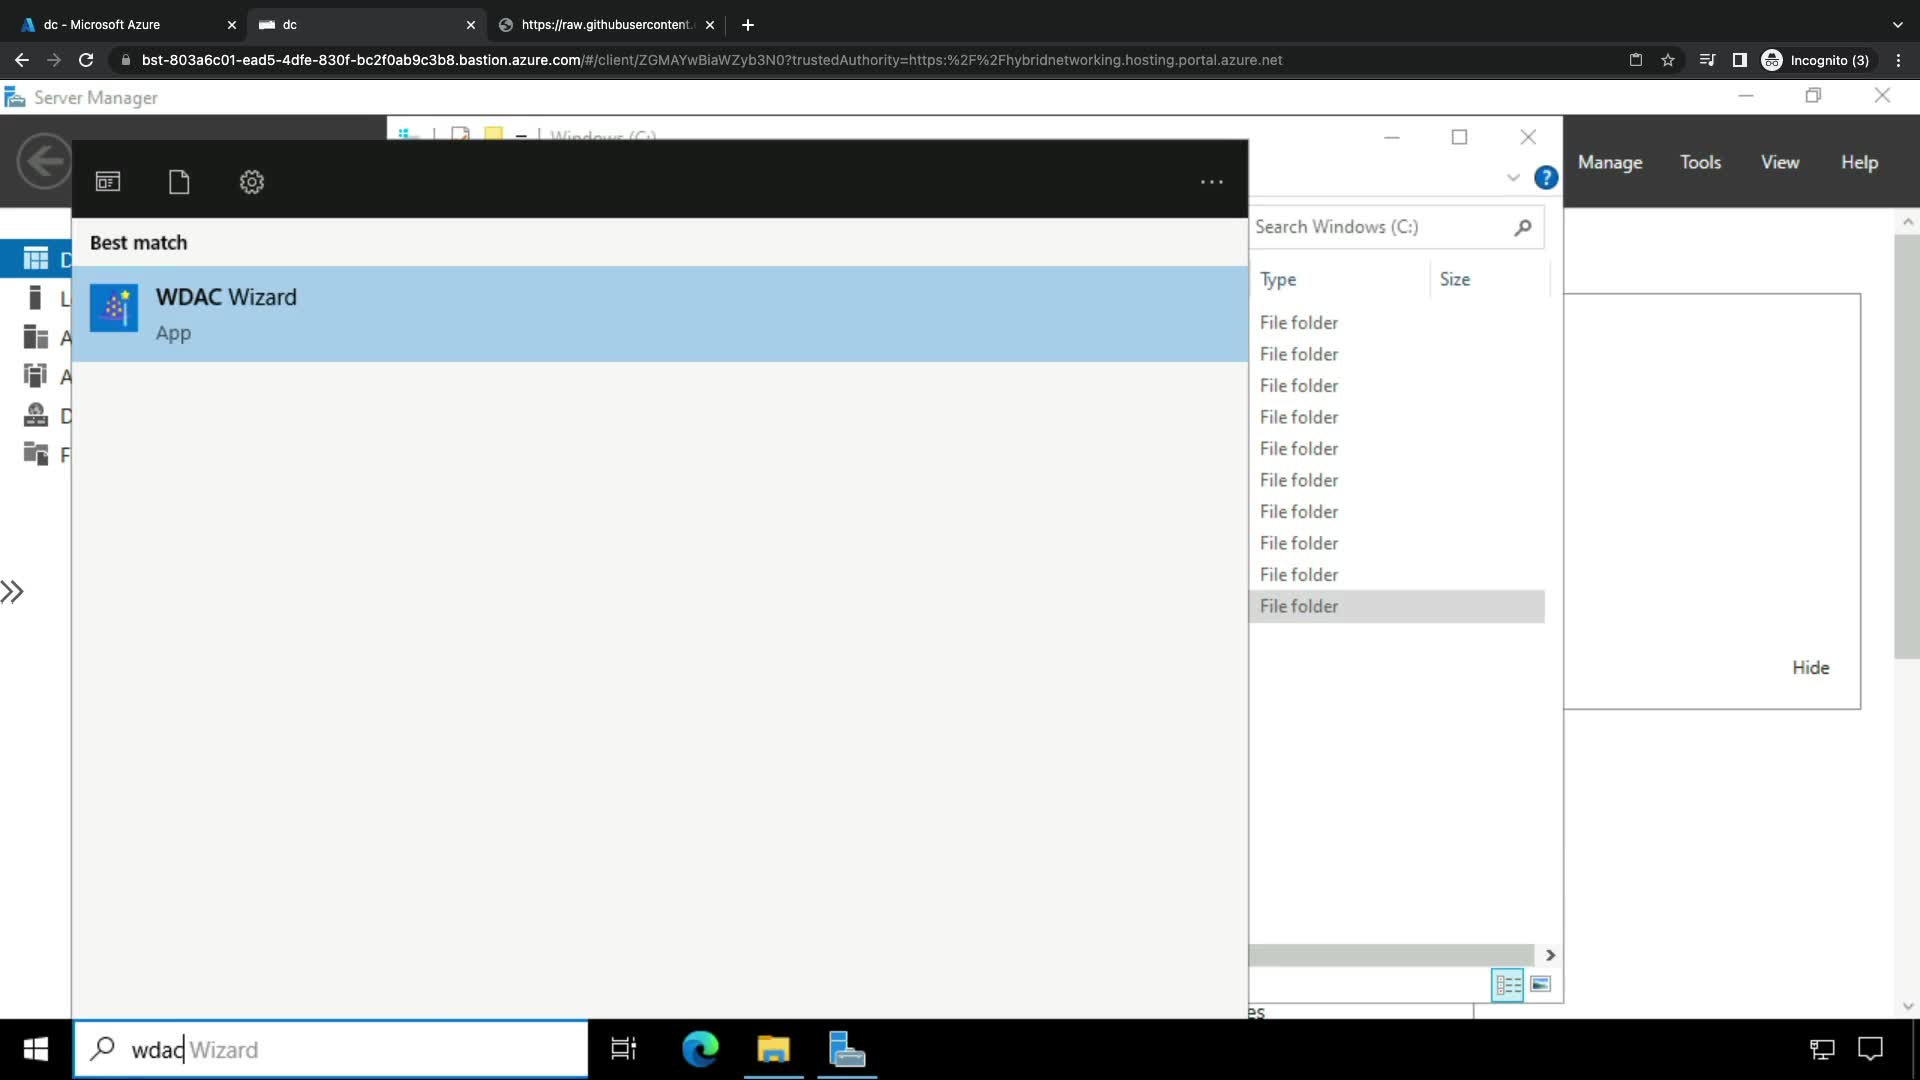 dc - Microsoft Azure
dc
https://raw.githubusercontent.
bst-803a6c01-ead5-4dfe-830f-bc2f0ab9c3b8.bastion.azure.com/#/client/ZGMAYwBiaWZyb3N0?trustedAuthority=https:%2F%2Fhybridnetworking.hosting.portal.azure.net
Incognito (3)
Server Manager
Windows (C:)
Manage
Tools
View
Help
Best match
WDAC Wizard
App
Search Windows (C:)
Type
Size
File folder
File folder
File folder
File folder
File folder
File folder
File folder
File folder
File folder
File folder
D
L
A
A
D
F
Hide
es
wdac Wizard